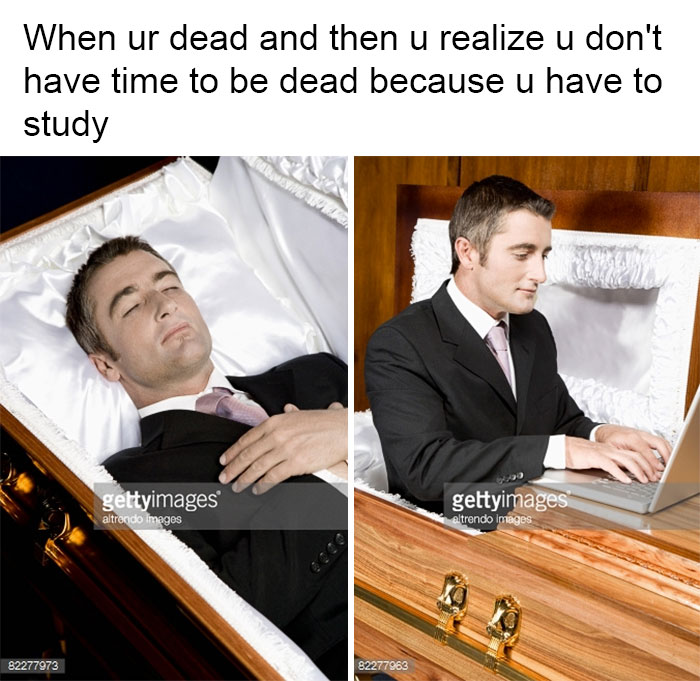 When ur dead and then u realize u don't
have time to be dead because u have to
study
gettyimages®
altrendo images
gettyimages®
altrendo images
82277973
82277963